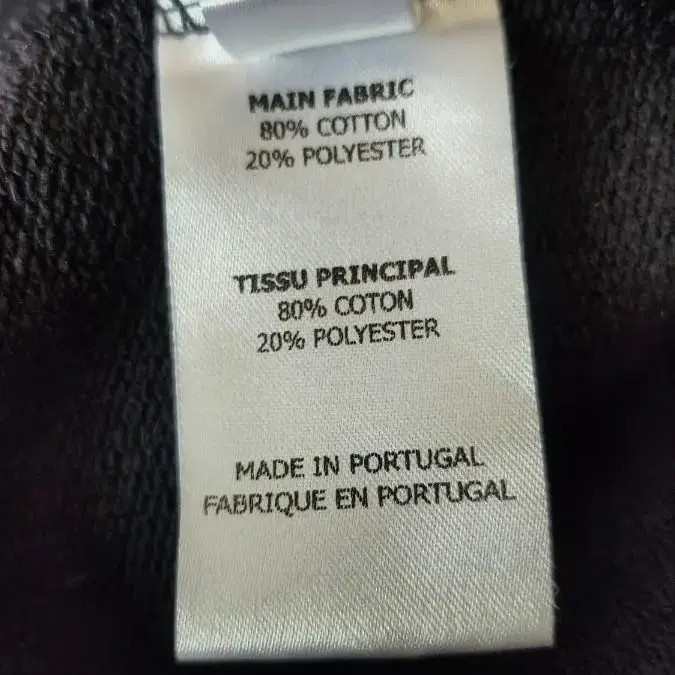 MAIN FABRIC
80% COTTON
20% POLYESTER
TISSU PRINCIPAL
80% COTON
20% POLYESTER
MADE IN PORTUGAL
FABRIQUE EN PORTUGAL